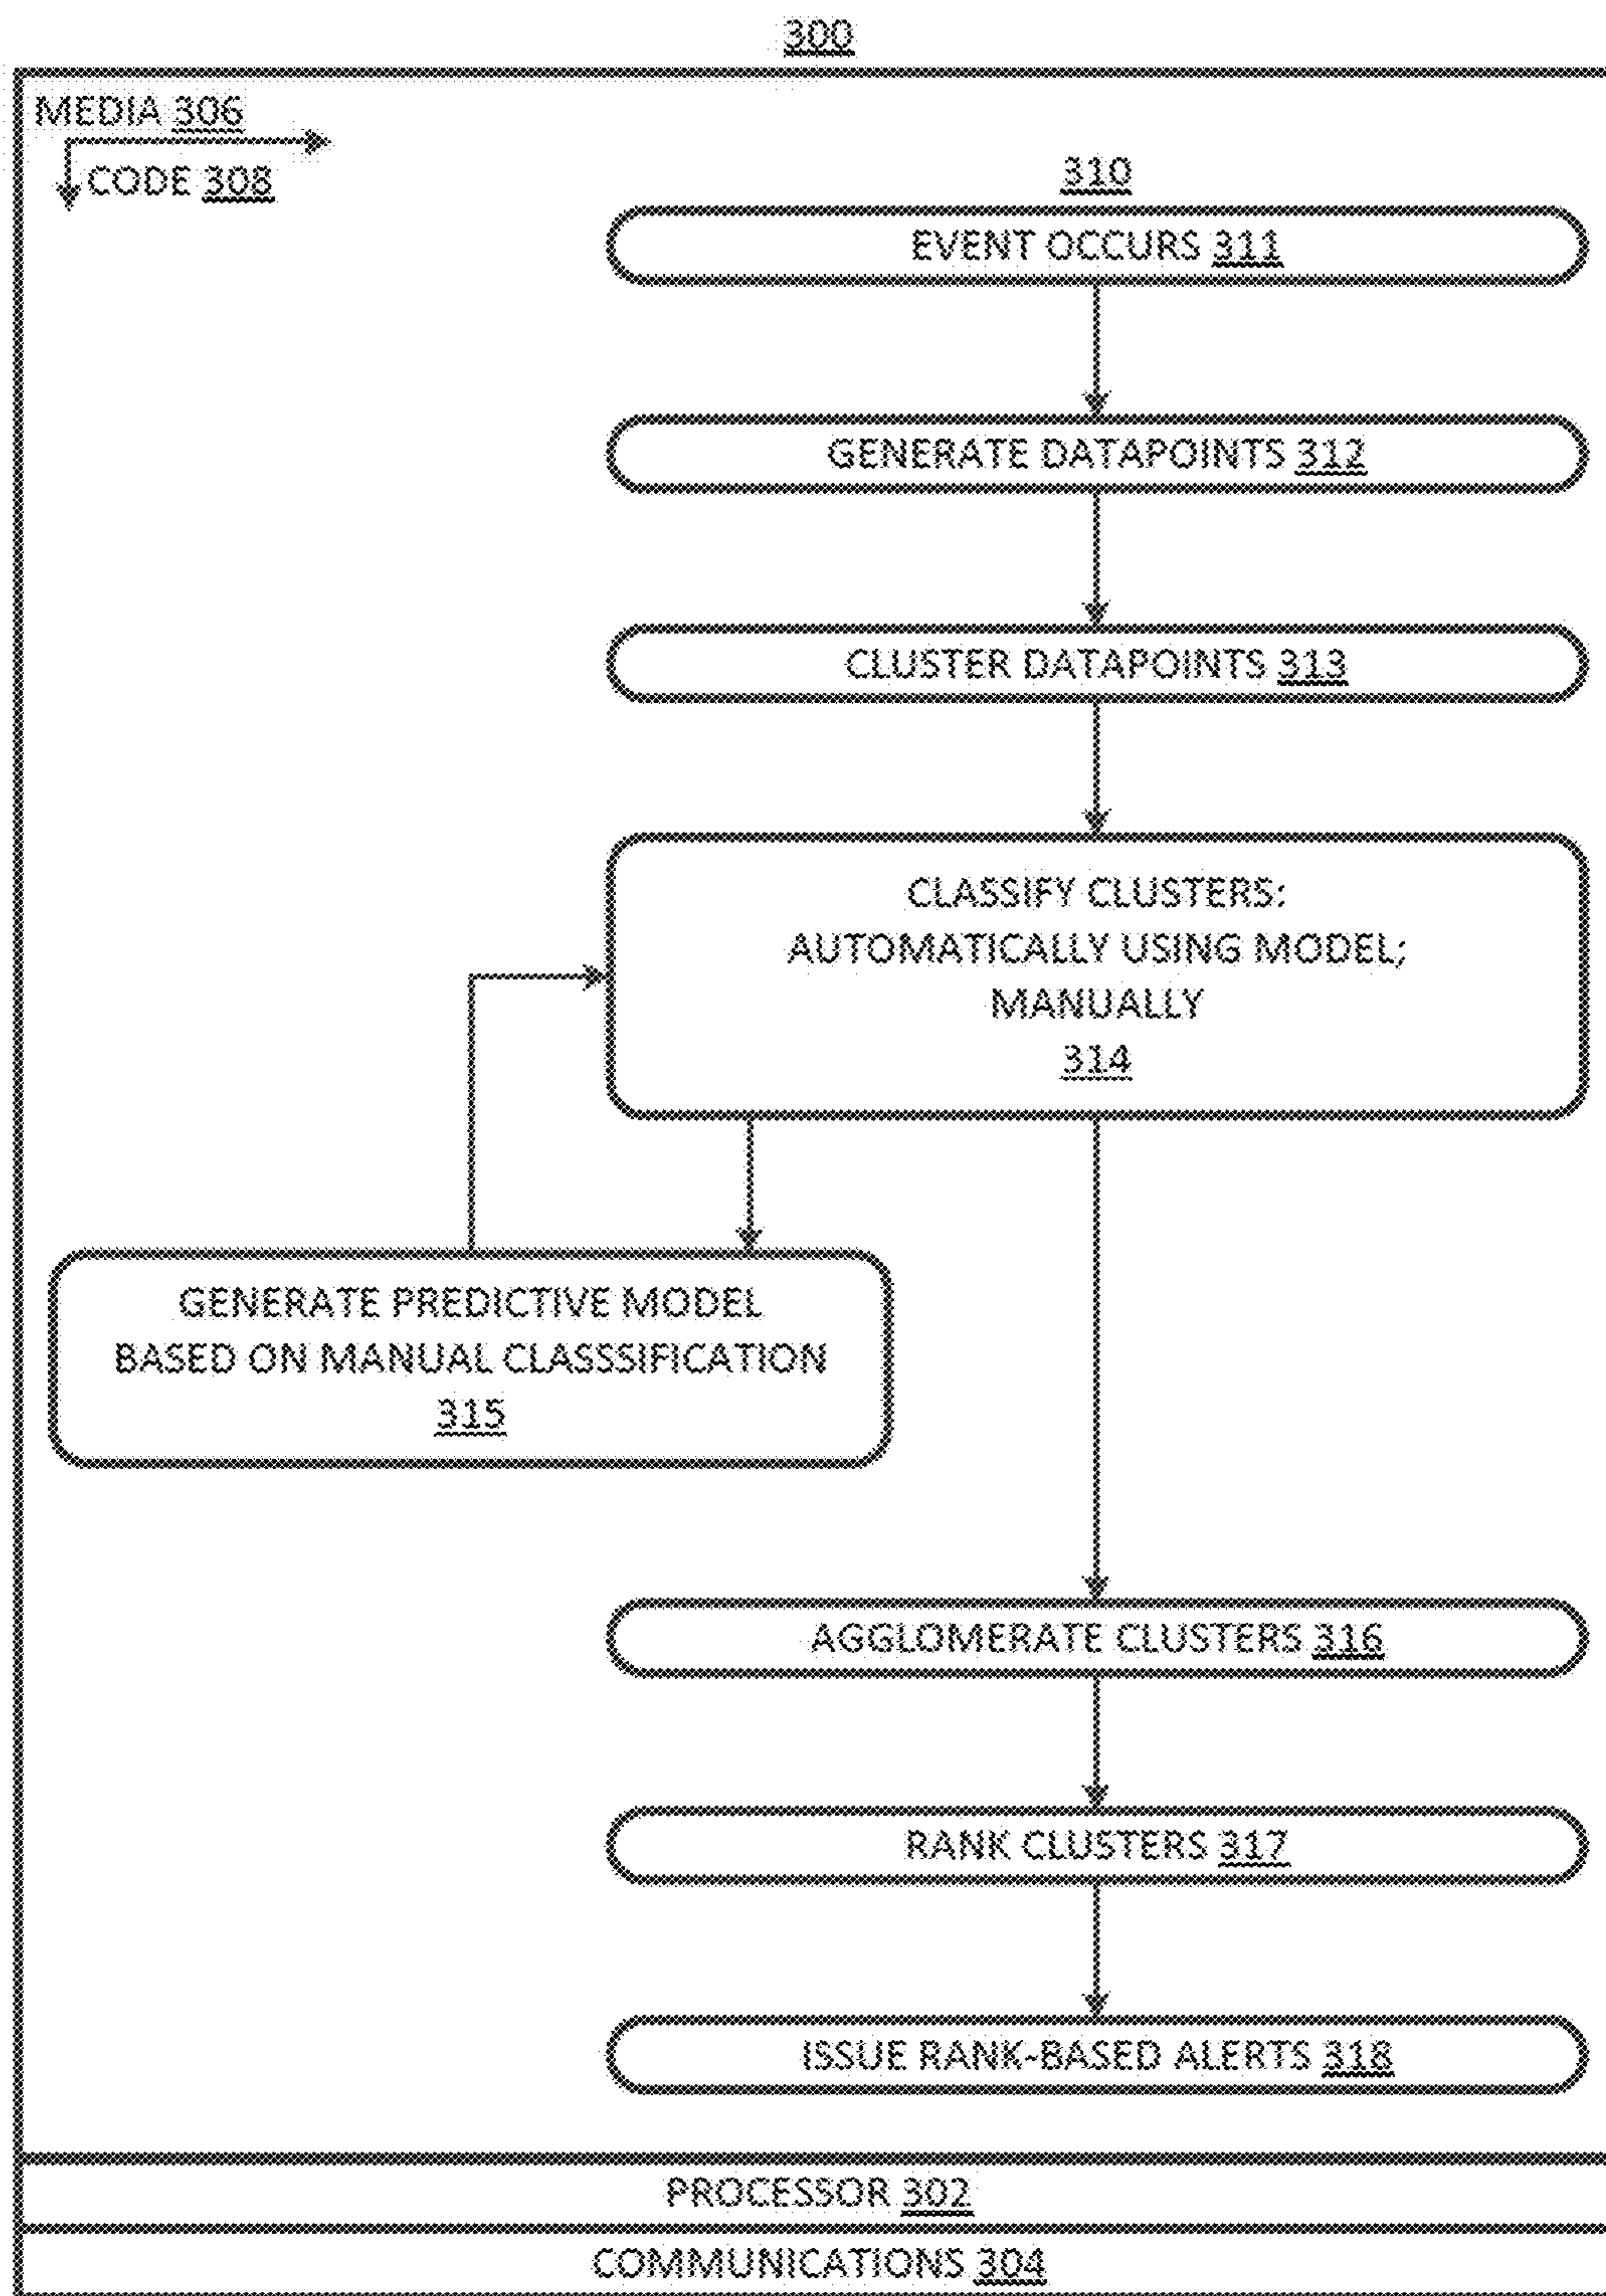 300
MEDIA 306
CODE 308
310
EVENT OCCURS 311
GENERATE DATAPOINTS 312
CLUSTER DATAPOINTS 313
CLASSIFY CLUSTERS:
AUTOMATICALLY USING MODEL;
MANUALLY
314
GENERATE PREDICTIVE MODEL
BASED ON MANUAL CLASSSIFICATION
315
AGGLOMERATE CLUSTERS 316
RANK CLUSTERS 317
ISSUE RANK-BASED ALERTS 318
PROCESSOR 302
COMMUNICATIONS 304